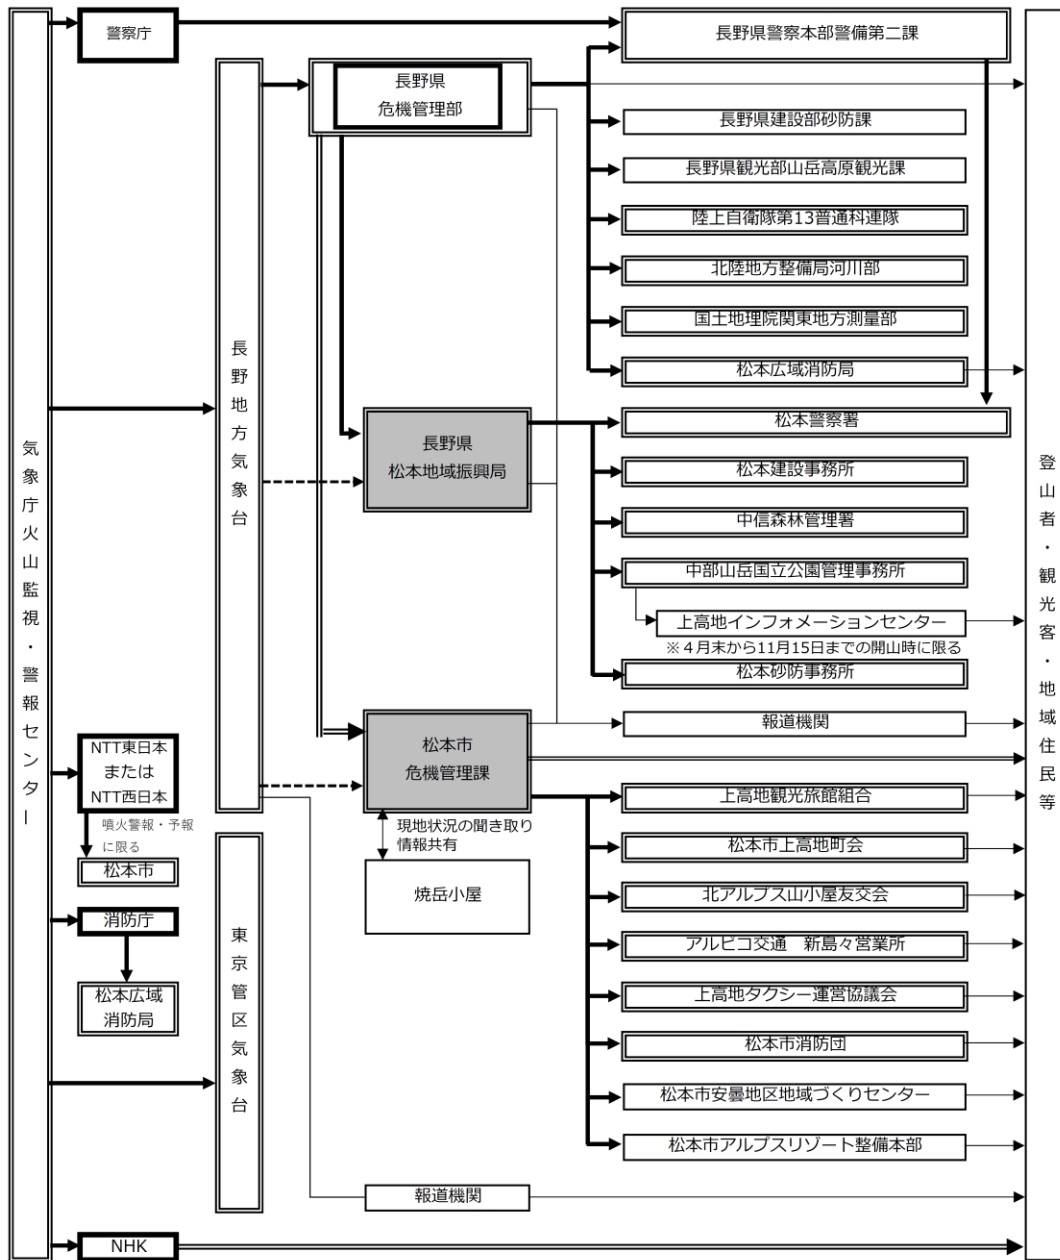 警察庁
長野県警察本部警備第二課
長野県
危機管理部
長野県建設部砂防課
長野県観光部山岳高原観光課
陸上自衛隊第13普通科連隊
北陸地方整備局河川部
国土地理院関東地方測量部
松本広域消防局
長野地方気象台
気象庁火山監視・警報センター
登山者・観光客・地域住民等
長野県
松本地域振興局
松本警察署
松本建設事務所
中信森林管理署
中部山岳国立公園管理事務所
上高地インフォメーションセンター
※４月末から11月15日までの開山時に限る
松本砂防事務所
報道機関
松本市
危機管理課
NTT東日本
または
NTT西日本
噴火警報・予報
に限る
松本市
現地状況の聞き取り
情報共有
焼岳小屋
上高地観光旅館組合
松本市上高地町会
北アルプス山小屋友交会
アルピコ交通　新島々営業所
上高地タクシー運営協議会
松本市消防団
松本市安曇地区地域づくりセンター
松本市アルプスリゾート整備本部
消防庁
松本広域
消防局
東京管区気象台
報道機関
NHK